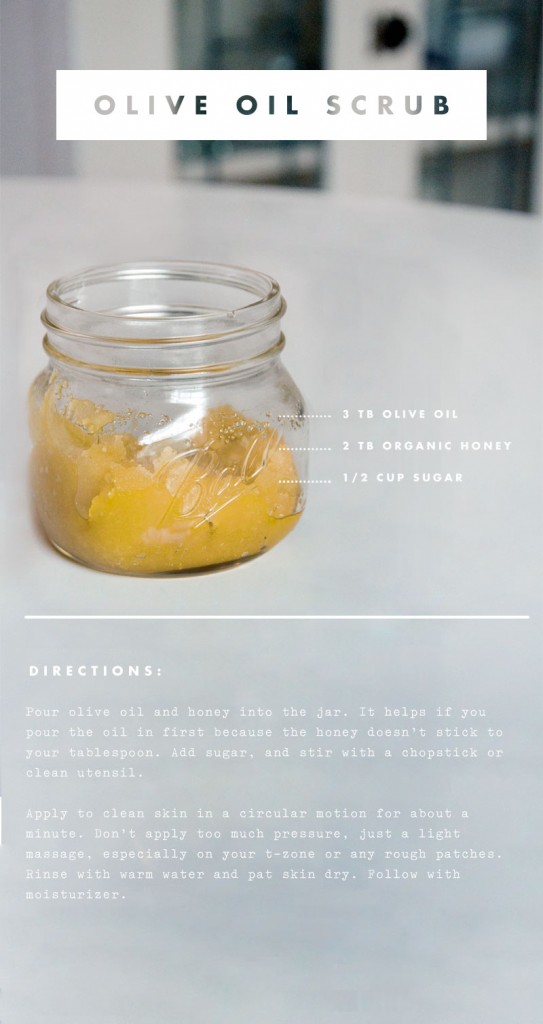 OLIVE OIL SCRUB
Ball
3 TB OLIVE OIL
2 TB ORGANIC HONEY
1/2 CUP SUGAR
DIRECTIONS:
Pour olive oil and honey into the jar. It helps if you
pour the oil in first because the honey doesn't stick to
your tablespoon. Add sugar, and stir with a chopstick or
clean utensil.
Apply to clean skin in a circular motion for about a
minute. Don't apply too much pressure, just a light
massage, especially on your t-zone or any rough patches.
Rinse with warm water and pat skin dry. Follow with
moisturizer.